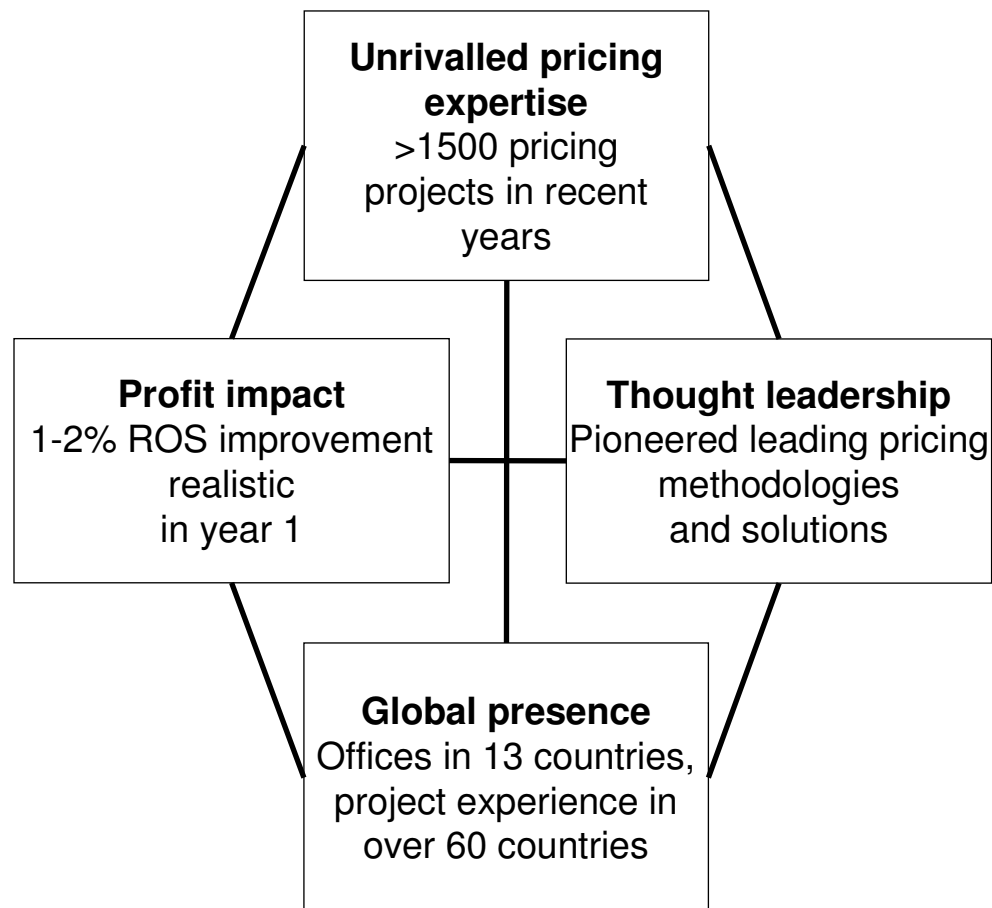 Unrivalled pricing
expertise
>1500 pricing
projects in recent
years
Profit impact
1-2% ROS improvement
realistic
in year 1
Thought leadership
Pioneered leading pricing
methodologies
and solutions
Global presence
Offices in 13 countries,
project experience in
over 60 countries